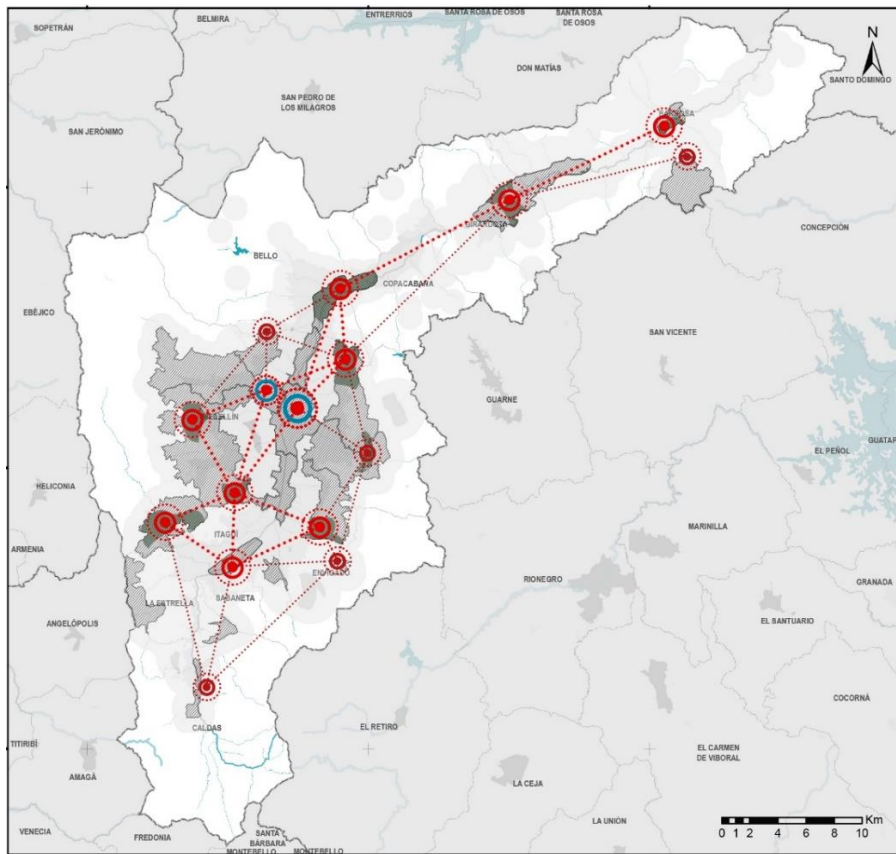 BELMIRA
ENTRERRIOS
SANTA ROSA DE OSOS
SANTA ROSA
DE OSOS
SOPETRÁN
N
DON MATÍAS
SANTO DOMINGO
SAN PEDRO DE
LOS MILAGROS
SAN JERÓNIMO
GIRARDOTA
CONCEPCIÓN
BELLO
COPACABANA
EBÉJICO
SAN VICENTE
GUARNE
MEDELLÍN
GUATAP
EL PEÑOL
HELICONIA
MARINILLA
ITAGÜÍ
ARMENIA
ENVIGADO
RIONEGRO
GRANADA
LA ESTRELLA
SABANETA
EL SANTUARIO
ANGELÓPOLIS
COCORNÁ
CALDAS
EL RETIRO
TITIRIBÍ
EL CARMEN
DE VIBORAL
AMAGÁ
LA CEJA
LA UNIÓN
Km
0 1 2 4 6 8 10
VENECIA
FREDONIA
SANTA
BÁRBARA
MONTEBELLO
MONTEBELLO